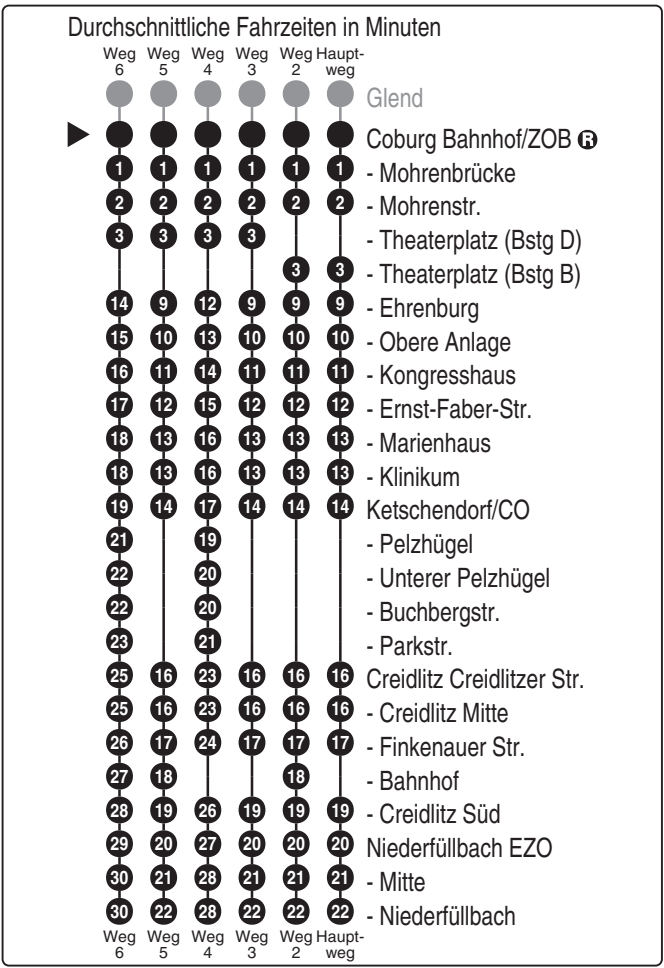 Durchschnittliche Fahrzeiten in Minuten
Weg Weg Weg Weg Weg Haupt-
6 5 4 3 2 weg
Glend
Coburg Bahnhof/ZOB R
1 1 1 1 1 1 - Mohrenbrücke
2 2 2 2 2 2 - Mohrenstr.
3 3 3 3 - Theaterplatz (Bstg D)
3 3 - Theaterplatz (Bstg B)
14 9 12 9 9 9 - Ehrenburg
15 10 13 10 10 10 - Obere Anlage
16 11 14 11 11 11 - Kongresshaus
17 12 15 12 12 12 - Ernst-Faber-Str.
18 13 16 13 13 13 - Marienhaus
18 13 16 13 13 13 - Klinikum
19 14 17 14 14 14 Ketschendorf/CO
21 19 - Pelzhügel
22 20 - Unterer Pelzhügel
22 20 - Buchbergstr.
23 21 - Parkstr.
25 16 23 16 16 16 Creidlitz Creidlitzer Str.
25 16 23 16 16 16 - Creidlitz Mitte
26 17 24 17 17 17 - Finkenauer Str.
27 18 18 - Bahnhof
28 19 26 19 19 19 - Creidlitz Süd
29 20 27 20 20 20 Niederfüllbach EZO
30 21 28 21 21 21 - Mitte
30 22 28 22 22 22 - Niederfüllbach
Weg Weg Weg Weg Weg Haupt-
6 5 4 3 2 weg